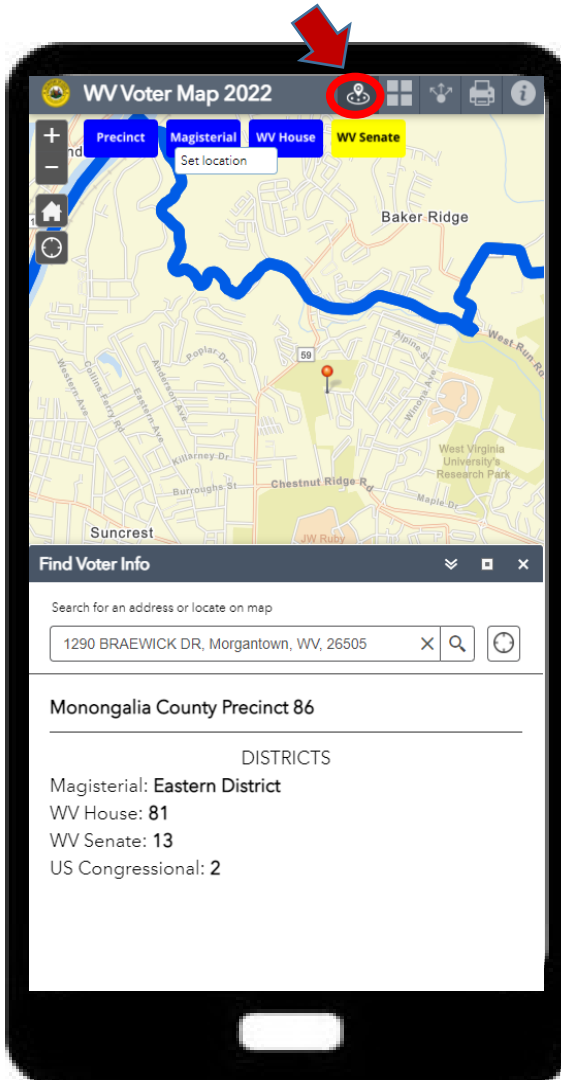 WV Voter Map 2022
Precinct
Magisterial
WV House
WV Senate
Set location
Baker Ridge
59
Poplar Dr
Alpine St
West Run Ro
Western Ave
Collins Ferry Rd
Eastern Ave
Anderson Ave
Winona Ave
Killarney Dr
Burroughs St
Chestnut Ridge Rd
West Virginia
University's
Research Park
Maple Dr
Suncrest
JW Ruby
Find Voter Info
Search for an address or locate on map
1290 BRAEWICK DR, Morgantown, WV, 26505
Monongalia County Precinct 86
DISTRICTS
Magisterial: Eastern District
WV House: 81
WV Senate: 13
US Congressional: 2